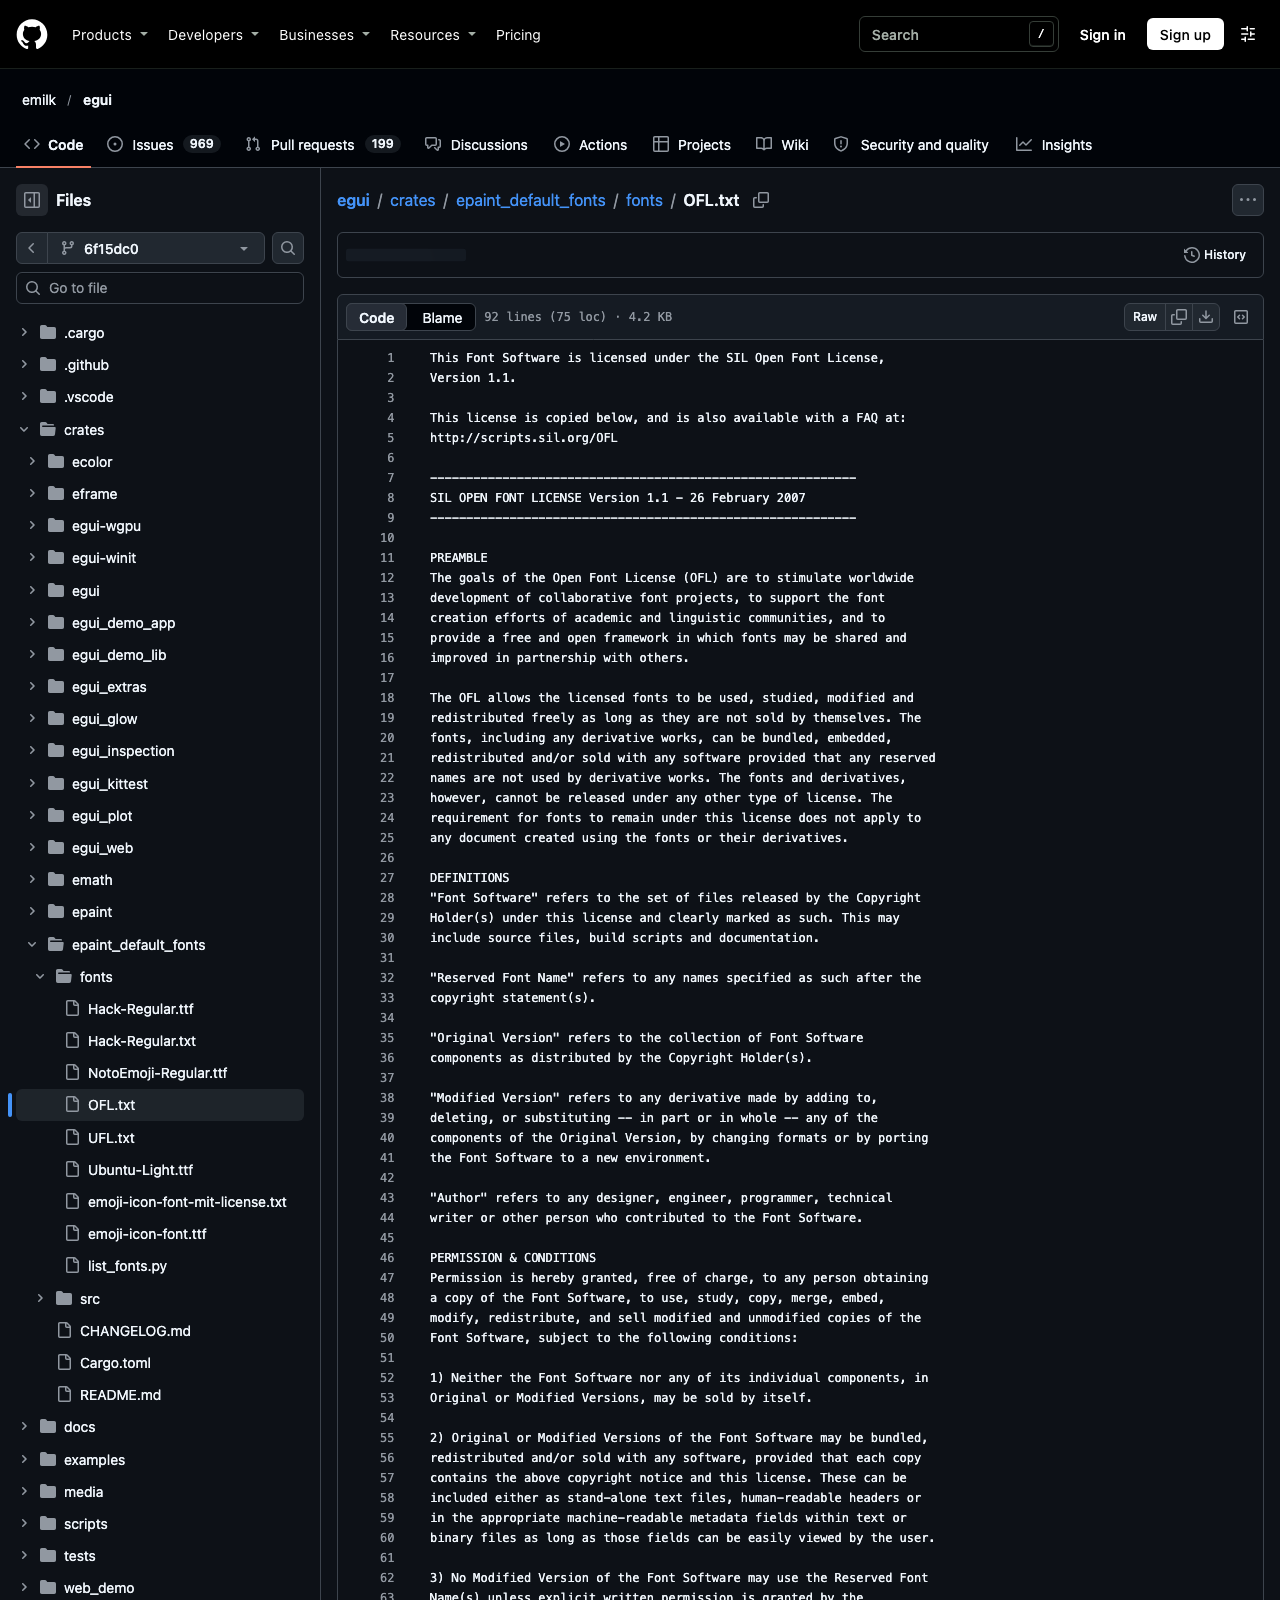 Products
Developers
Businesses
Resources
Pricing
Search
/
Sign in
Sign up
emilk / egui
Code
Issues 969
Pull requests 199
Discussions
Actions
Projects
Wiki
Security and quality
Insights
Files
6f15dc0
Go to file
.cargo
.github
.vscode
crates
ecolor
eframe
egui-wgpu
egui-winit
egui
egui_demo_app
egui_demo_lib
egui_extras
egui_glow
egui_inspection
egui_kittest
egui_plot
egui_web
emath
epaint
epaint_default_fonts
fonts
Hack-Regular.ttf
Hack-Regular.txt
NotoEmoji-Regular.ttf
OFL.txt
UFL.txt
Ubuntu-Light.ttf
emoji-icon-font-mit-license.txt
emoji-icon-font.ttf
list_fonts.py
src
CHANGELOG.md
Cargo.toml
README.md
docs
examples
media
scripts
tests
web_demo
egui / crates / epaint_default_fonts / fonts / OFL.txt
History
Code
Blame
92 lines (75 loc) · 4.2 KB
Raw
1 This Font Software is licensed under the SIL Open Font License,
2 Version 1.1.
3
4 This license is copied below, and is also available with a FAQ at:
5 http://scripts.sil.org/OFL
6
7 -----------------------------------------------------------
8 SIL OPEN FONT LICENSE Version 1.1 - 26 February 2007
9 -----------------------------------------------------------
10
11 PREAMBLE
12 The goals of the Open Font License (OFL) are to stimulate worldwide
13 development of collaborative font projects, to support the font
14 creation efforts of academic and linguistic communities, and to
15 provide a free and open framework in which fonts may be shared and
16 improved in partnership with others.
17
18 The OFL allows the licensed fonts to be used, studied, modified and
19 redistributed freely as long as they are not sold by themselves. The
20 fonts, including any derivative works, can be bundled, embedded,
21 redistributed and/or sold with any software provided that any reserved
22 names are not used by derivative works. The fonts and derivatives,
23 however, cannot be released under any other type of license. The
24 requirement for fonts to remain under this license does not apply to
25 any document created using the fonts or their derivatives.
26
27 DEFINITIONS
28 "Font Software" refers to the set of files released by the Copyright
29 Holder(s) under this license and clearly marked as such. This may
30 include source files, build scripts and documentation.
31
32 "Reserved Font Name" refers to any names specified as such after the
33 copyright statement(s).
34
35 "Original Version" refers to the collection of Font Software
36 components as distributed by the Copyright Holder(s).
37
38 "Modified Version" refers to any derivative made by adding to,
39 deleting, or substituting -- in part or in whole -- any of the
40 components of the Original Version, by changing formats or by porting
41 the Font Software to a new environment.
42
43 "Author" refers to any designer, engineer, programmer, technical
44 writer or other person who contributed to the Font Software.
45
46 PERMISSION & CONDITIONS
47 Permission is hereby granted, free of charge, to any person obtaining
48 a copy of the Font Software, to use, study, copy, merge, embed,
49 modify, redistribute, and sell modified and unmodified copies of the
50 Font Software, subject to the following conditions:
51
52 1) Neither the Font Software nor any of its individual components, in
53 Original or Modified Versions, may be sold by itself.
54
55 2) Original or Modified Versions of the Font Software may be bundled,
56 redistributed and/or sold with any software, provided that each copy
57 contains the above copyright notice and this license. These can be
58 included either as stand-alone text files, human-readable headers or
59 in the appropriate machine-readable metadata fields within text or
60 binary files as long as those fields can be easily viewed by the user.
61
62 3) No Modified Version of the Font Software may use the Reserved Font
63 Name(s) unless explicit written permission is granted by the